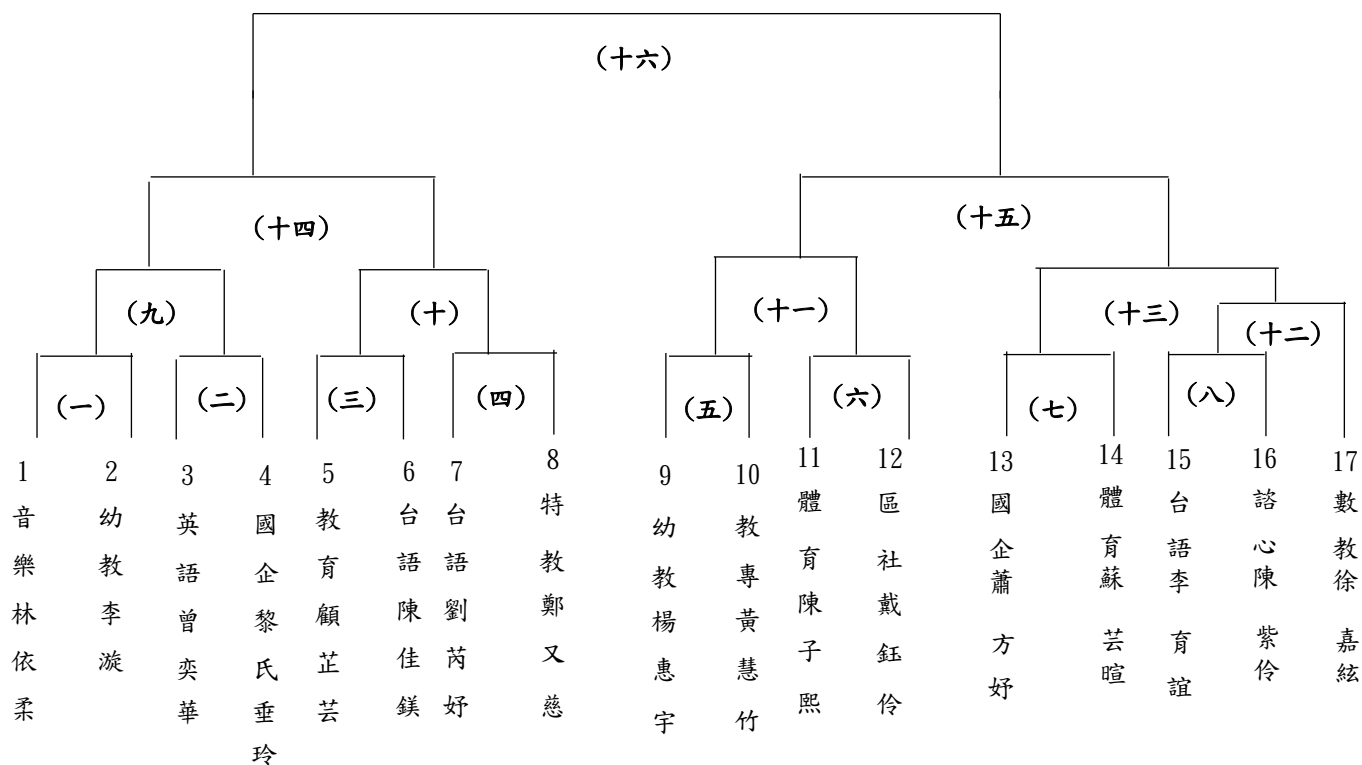 (十六)
(十四)
(十五)
(九)
(十)
(十一)
(十三)
(十二)
(一)
(二)
(三)
(四)
(五)
(六)
(七)
(八)
1 音樂林依柔
2 幼教李漩
3 英語曾奕華
4 國企黎氏垂玲
5 教育顧芷芸
6 台語陳佳鎂
7 台語劉芮妤
8 特教鄭又慈
9 幼教楊惠宇
10 教專黃慧竹
11 體育陳子熙
12 區社戴鈺伶
13 國企蕭方妤
14 體育蘇芸暄
15 台語李育誼
16 諮心陳紫伶
17 數教徐嘉絃